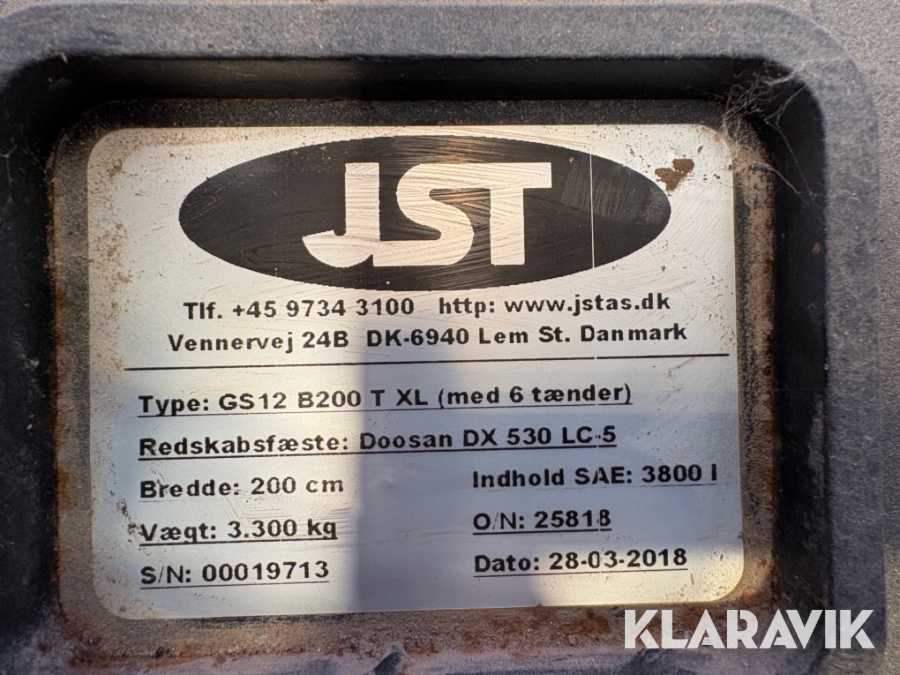 JST
Tlf. +45 9734 3100 http: www.jstas.dk
Vennervej 24B DK-6940 Lem St. Danmark
Type: GS12 B200 T XL (med 6 tænder)
Redskabsfæste: Doosan DX 530 LC-5
Bredde: 200 cm Indhold SAE: 3800 l
Vægt: 3.300 kg O/N: 25818
S/N: 00019713 Dato: 28-03-2018
KLARAVIK